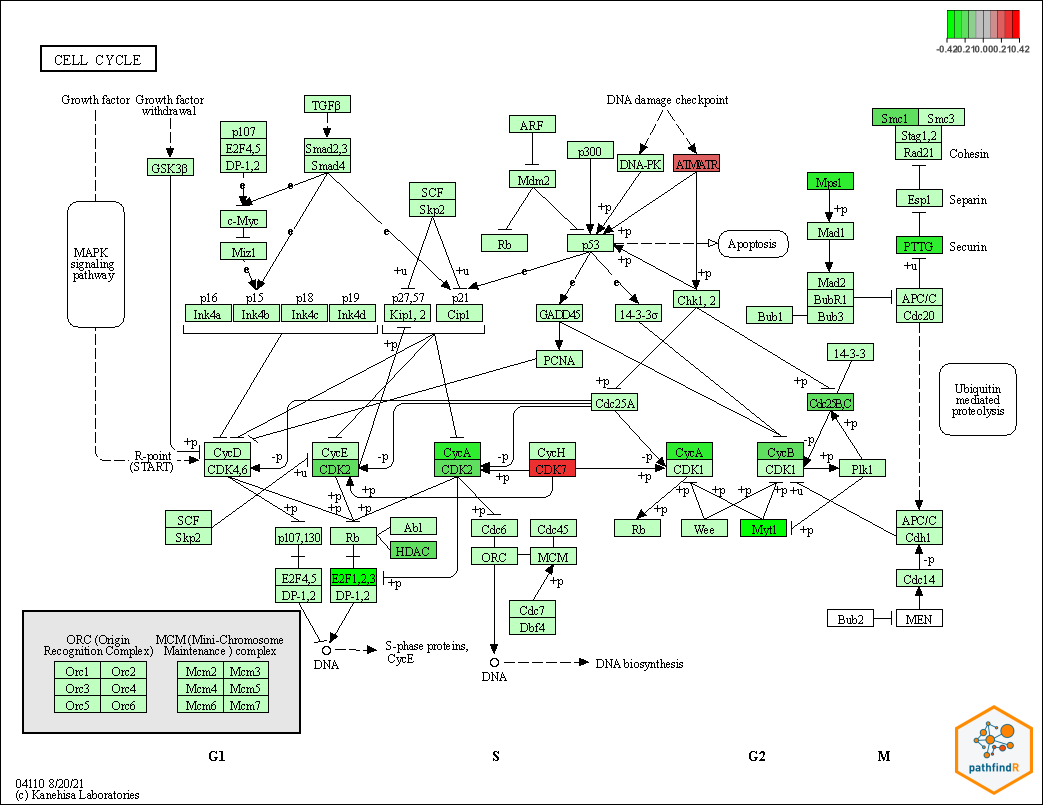 -0.42
0.21
0.00
0.21
0.42
CELL CYCLE
Growth factor
Growth factor
withdrawal
TGFβ
DNA damage checkpoint
GSK3β
p107
E2F4,5
DP-1,2
Smad2,3
Smad4
ARF
p300
DNA-PK
ATMATR
Smc1
Smc3
Stag1,2
Rad21
Cohesin
Mdm2
SCF
Skp2
Mps1
Esp1
Separin
e
e
c-Myc
e
e
+p
+p
+p
Mad1
Miz1
Rb
p53
+p
Apoptosis
PTTG
Securin
MAPK
signaling
pathway
+u
+u
e
e
e
e
+p
+u
Mad2
BubR1
Bub3
Bub1
APC/C
Cdc20
p16
Ink4a
p15
Ink4b
p18
Ink4c
p19
Ink4d
p27,57
Kip1, 2
p21
Cip1
GADD45
14-3-3σ
Chk1, 2
+p
PCNA
14-3-3
+p
+p
Cdc25A
Cdc25B,C
Ubiquitin
mediated
proteolysis
R-point
(START)
+p
CycD
CDK4,6
-p
+u
CycE
CDK2
-p
CycA
CDK2
-p
+p
CycH
CDK7
-p
+p
CycA
CDK1
CycB
CDK1
-p
+p
+p
Plk1
+p
+p
+p
+p
+p
+p
+p
+u
SCF
Skp2
p107,130
Rb
Abl
HDAC
Cdc6
Cdc45
ORC
MCM
Rb
Wee
Myt1
+p
APC/C
Cdh1
-p
E2F4,5
DP-1,2
E2F1,2,3
DP-1,2
+p
+p
Cdc7
Dbf4
Cdc14
Bub2
MEN
DNA
S-phase proteins,
CycE
DNA
DNA biosynthesis
ORC (Origin
Recognition Complex)
MCM (Mini-Chromosome
Maintenance ) complex
Orc1
Orc2
Orc3
Orc4
Orc5
Orc6
Mcm2
Mcm3
Mcm4
Mcm5
Mcm6
Mcm7
G1
S
G2
M
04110 8/20/21
(c) Kanehisa Laboratories
pathfindR